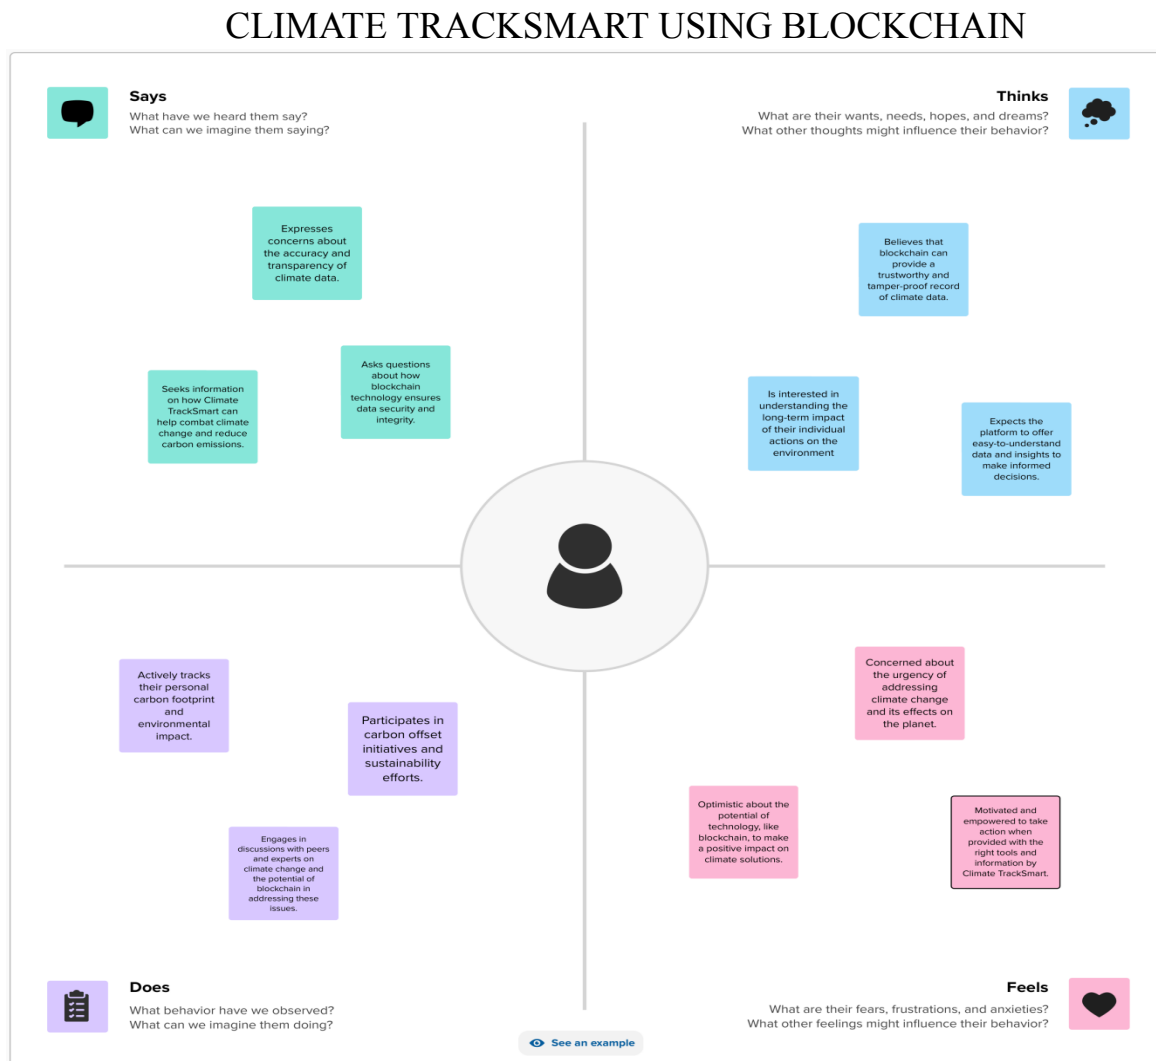 CLIMATE TRACKSMART USING BLOCKCHAIN
Says
What have we heard them say?
What can we imagine them saying?
Expresses
concerns about
the accuracy and
transparency of
climate data.
Asks questions
about how
blockchain
technology ensures
data security and
integrity.
Seeks information
on how Climate
TrackSmart can
help combat climate
change and reduce
carbon emissions.
Thinks
What are their wants, needs, hopes, and dreams?
What other thoughts might influence their behavior?
Believes that
blockchain can
provide a
trustworthy and
tamper-proof record
of climate data.
Is interested in
understanding the
long-term impact
of their individual
actions on the
environment
Expects the
platform to offer
easy-to-understand
data and insights to
make informed
decisions.
Actively tracks
their personal
carbon footprint
and
environmental
impact.
Participates in
carbon offset
initiatives and
sustainability
efforts.
Engages in
discussions with peers
and experts on
climate change and
the potential of
blockchain in
addressing these
issues.
Does
What behavior have we observed?
What can we imagine them doing?
Concerned about
the urgency of
addressing
climate change
and its effects on
the planet.
Optimistic about the
potential of
technology, like
blockchain, to make
a positive impact on
climate solutions.
Motivated and
empowered to take
action when
provided with the
right tools and
information by
Climate TrackSmart.
Feels
What are their fears, frustrations, and anxieties?
What other feelings might influence their behavior?
See an example